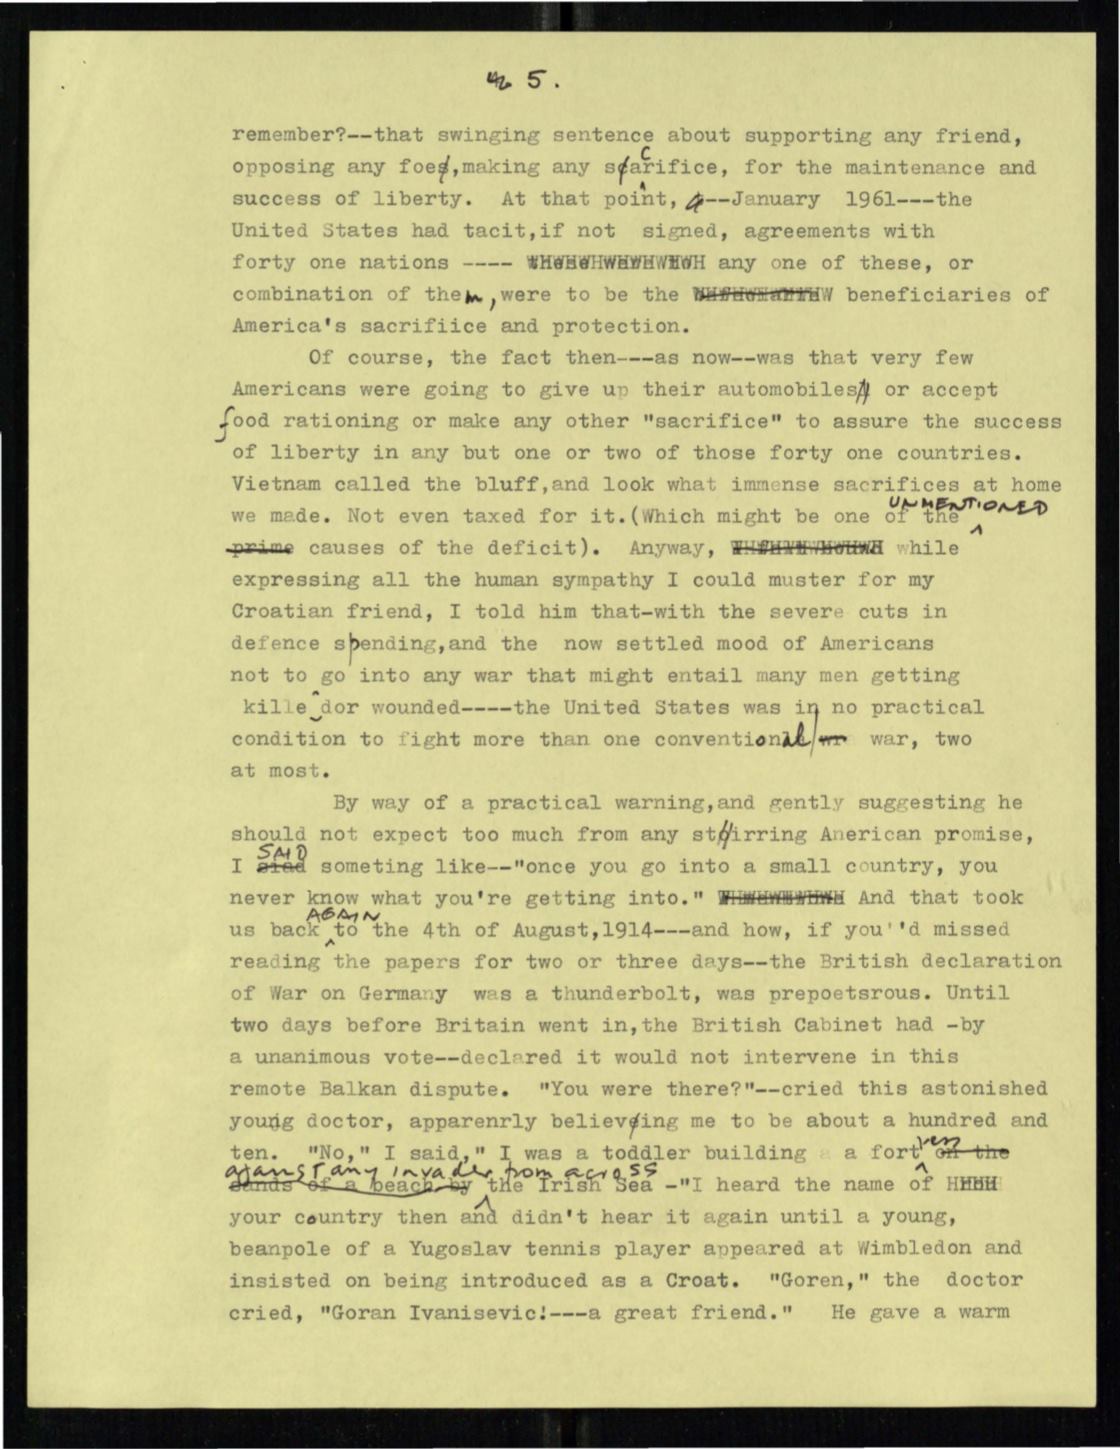 5.
remember?--that swinging sentence about supporting any friend,
opposing any foe,making any sacrifice, for the maintenance and
success of liberty. At that point, --January 1961---the
United States had tacit,if not signed, agreements with
forty one nations ---- any one of these, or
combination of them,were to be the beneficiaries of
America's sacrifiice and protection.
Of course, the fact then---as now--was that very few
Americans were going to give up their automobiles or accept
food rationing or make any other "sacrifice" to assure the success
of liberty in any but one or two of those forty one countries.
Vietnam called the bluff,and look what immense sacrifices at home
we made. Not even taxed for it.(Which might be one of the UNMENTIONED
prime causes of the deficit). Anyway, while
expressing all the human sympathy I could muster for my
Croatian friend, I told him that-with the severe cuts in
defence spending,and the now settled mood of Americans
not to go into any war that might entail many men getting
killed or wounded----the United States was in no practical
condition to fight more than one conventional wr war, two
at most.
By way of a practical warning,and gently suggesting he
should not expect too much from any stirring Anerican promise,
I siad SAID someting like--"once you go into a small country, you
never know what you're getting into." And that took
us back AGAIN to the 4th of August,1914---and how, if you''d missed
reading the papers for two or three days--the British declaration
of War on Germany was a thunderbolt, was prepoetsrous. Until
two days before Britain went in,the British Cabinet had -by
a unanimous vote--declared it would not intervene in this
remote Balkan dispute. "You were there?"--cried this astonished
young doctor, apparenrly believing me to be about a hundred and
ten. "No," I said," I was a toddler building a a fortress on the
against any invader from across
sands of a beach by the Irish Sea -"I heard the name of
your country then and didn't hear it again until a young,
beanpole of a Yugoslav tennis player appeared at Wimbledon and
insisted on being introduced as a Croat. "Goren," the doctor
cried, "Goran Ivanisevic!---a great friend." He gave a warm